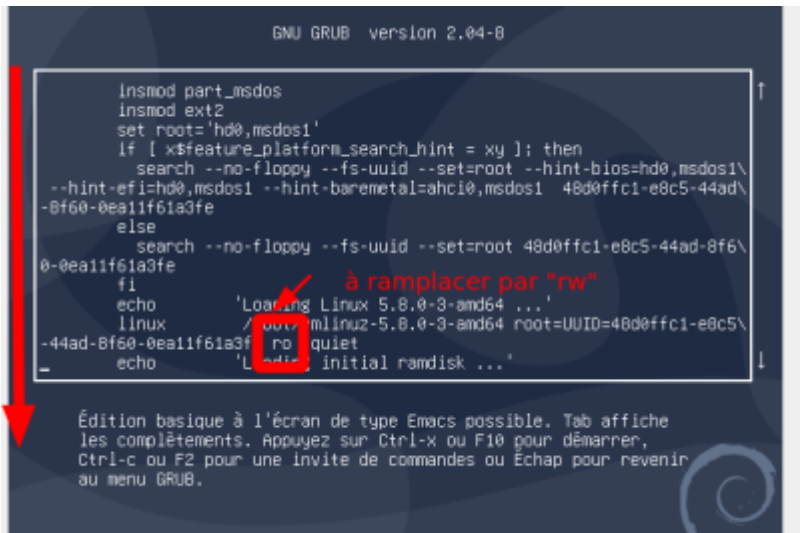 GNU GRUB version 2.04-8
insmod part_msdos
insmod ext2
set root='hd0,msdos1'
if [ x$feature_platform_search_hint = xy ]; then
search --no-floppy --fs-uuid --set=root --hint-bios=hd0,msdos1\
--hint-efi=hd0,msdos1 --hint-baremetal=ahci0,msdos1 48d0ffc1-e8c5-44ad\
-8f60-0ea11f61a3fe
else
search --no-floppy --fs-uuid --set=root 48d0ffc1-e8c5-44ad-8f6\
0-0ea11f61a3fe
fi
à ramplacer par "rw"
echo 'Loading Linux 5.8.0-3-amd64 ...'
linux /boot/vmlinuz-5.8.0-3-amd64 root=UUID=48d0ffc1-e8c5\
-44ad-8f60-0ea11f61a3fe ro quiet
echo 'Loading initial ramdisk ...'
Édition basique à l'écran de type Emacs possible. Tab affiche
les complètements. Appuyez sur Ctrl-x ou F10 pour démarrer,
Ctrl-c ou F2 pour une invite de commandes ou Échap pour revenir
au menu GRUB.